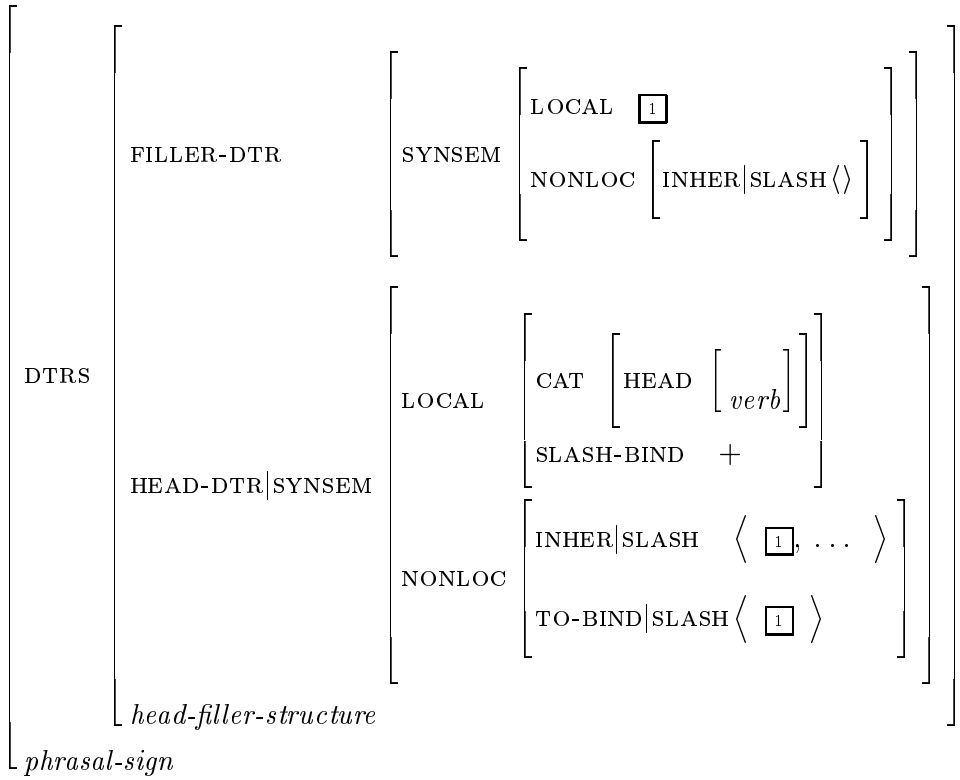 LOCAL 1
FILLER-DTR SYNSEM
NONLOC INHER|SLASH ⟨⟩
DTRS
CAT HEAD
verb
LOCAL
SLASH-BIND +
HEAD-DTR|SYNSEM
INHER|SLASH ⟨ 1, ... ⟩
NONLOC
TO-BIND|SLASH ⟨ 1 ⟩
head-filler-structure
phrasal-sign